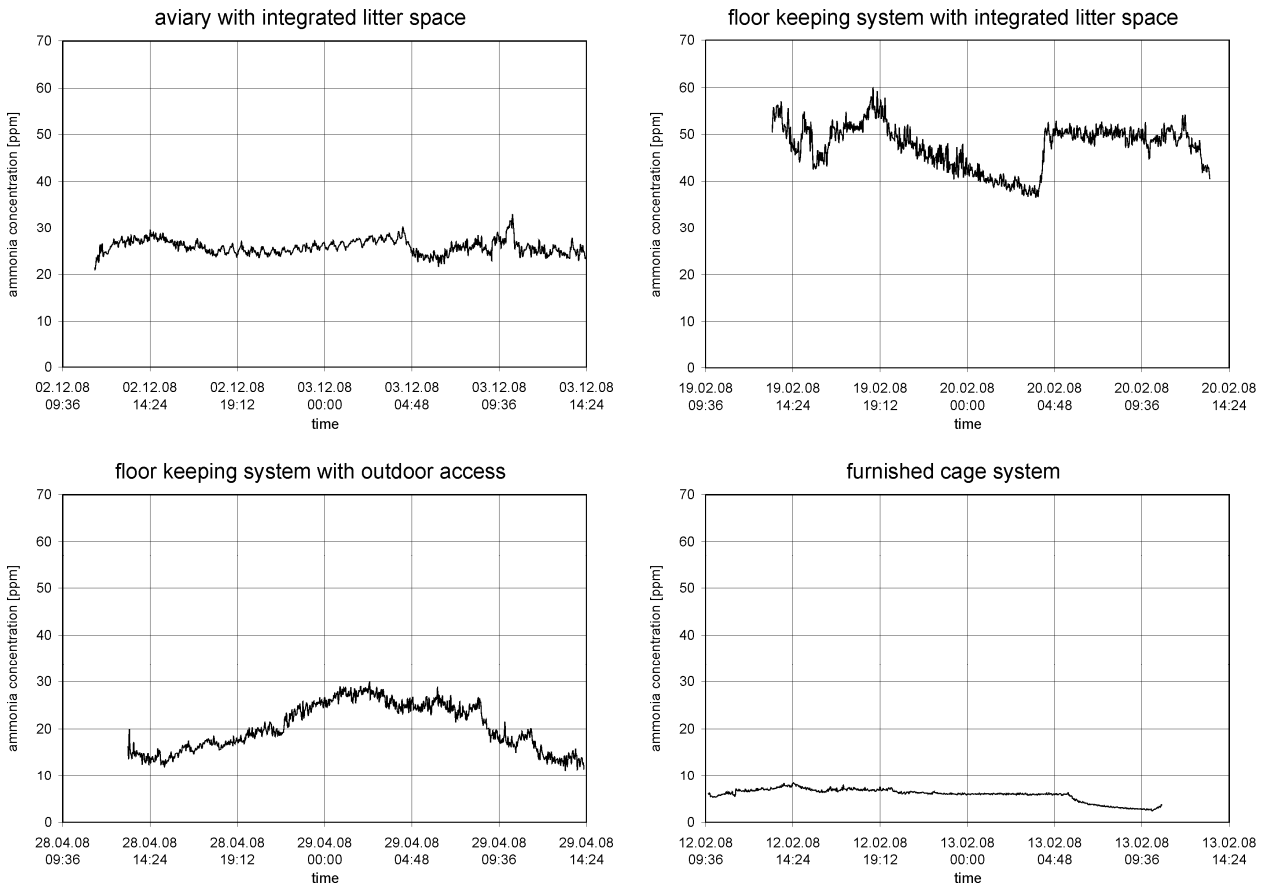 aviary with integrated litter space
ammonia concentration [ppm]
70
60
50
40
30
20
10
0
02.12.08 02.12.08 02.12.08 03.12.08 03.12.08 03.12.08 03.12.08
09:36 14:24 19:12 00:00 04:48 09:36 14:24
time
floor keeping system with integrated litter space
ammonia concentration [ppm]
70
60
50
40
30
20
10
0
19.02.08 19.02.08 19.02.08 20.02.08 20.02.08 20.02.08 20.02.08
09:36 14:24 19:12 00:00 04:48 09:36 14:24
time
floor keeping system with outdoor access
ammonia concentration [ppm]
70
60
50
40
30
20
10
0
28.04.08 28.04.08 28.04.08 29.04.08 29.04.08 29.04.08 29.04.08
09:36 14:24 19:12 00:00 04:48 09:36 14:24
time
furnished cage system
ammonia concentration [ppm]
70
60
50
40
30
20
10
0
12.02.08 12.02.08 12.02.08 13.02.08 13.02.08 13.02.08 13.02.08
09:36 14:24 19:12 00:00 04:48 09:36 14:24
time